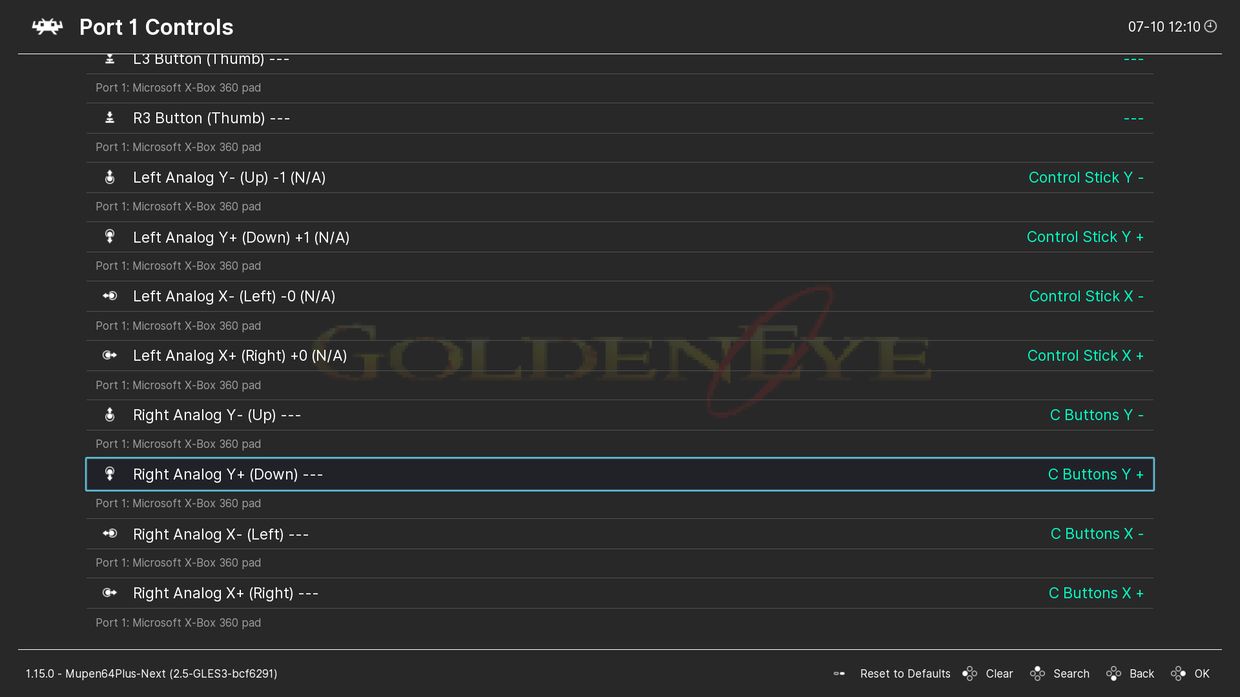 Port 1 Controls
07-10 12:10
L3 Button (Thumb) --- ---
Port 1: Microsoft X-Box 360 pad
R3 Button (Thumb) --- ---
Port 1: Microsoft X-Box 360 pad
Left Analog Y- (Up) -1 (N/A) Control Stick Y -
Port 1: Microsoft X-Box 360 pad
Left Analog Y+ (Down) +1 (N/A) Control Stick Y +
Port 1: Microsoft X-Box 360 pad
Left Analog X- (Left) -0 (N/A) Control Stick X -
Port 1: Microsoft X-Box 360 pad
Left Analog X+ (Right) +0 (N/A) Control Stick X +
GOLDENEYE
Port 1: Microsoft X-Box 360 pad
Right Analog Y- (Up) --- C Buttons Y -
Port 1: Microsoft X-Box 360 pad
Right Analog Y+ (Down) --- C Buttons Y +
Port 1: Microsoft X-Box 360 pad
Right Analog X- (Left) --- C Buttons X -
Port 1: Microsoft X-Box 360 pad
Right Analog X+ (Right) --- C Buttons X +
Port 1: Microsoft X-Box 360 pad
1.15.0 - Mupen64Plus-Next (2.5-GLES3-bcf6291)
Reset to Defaults Clear Search Back OK